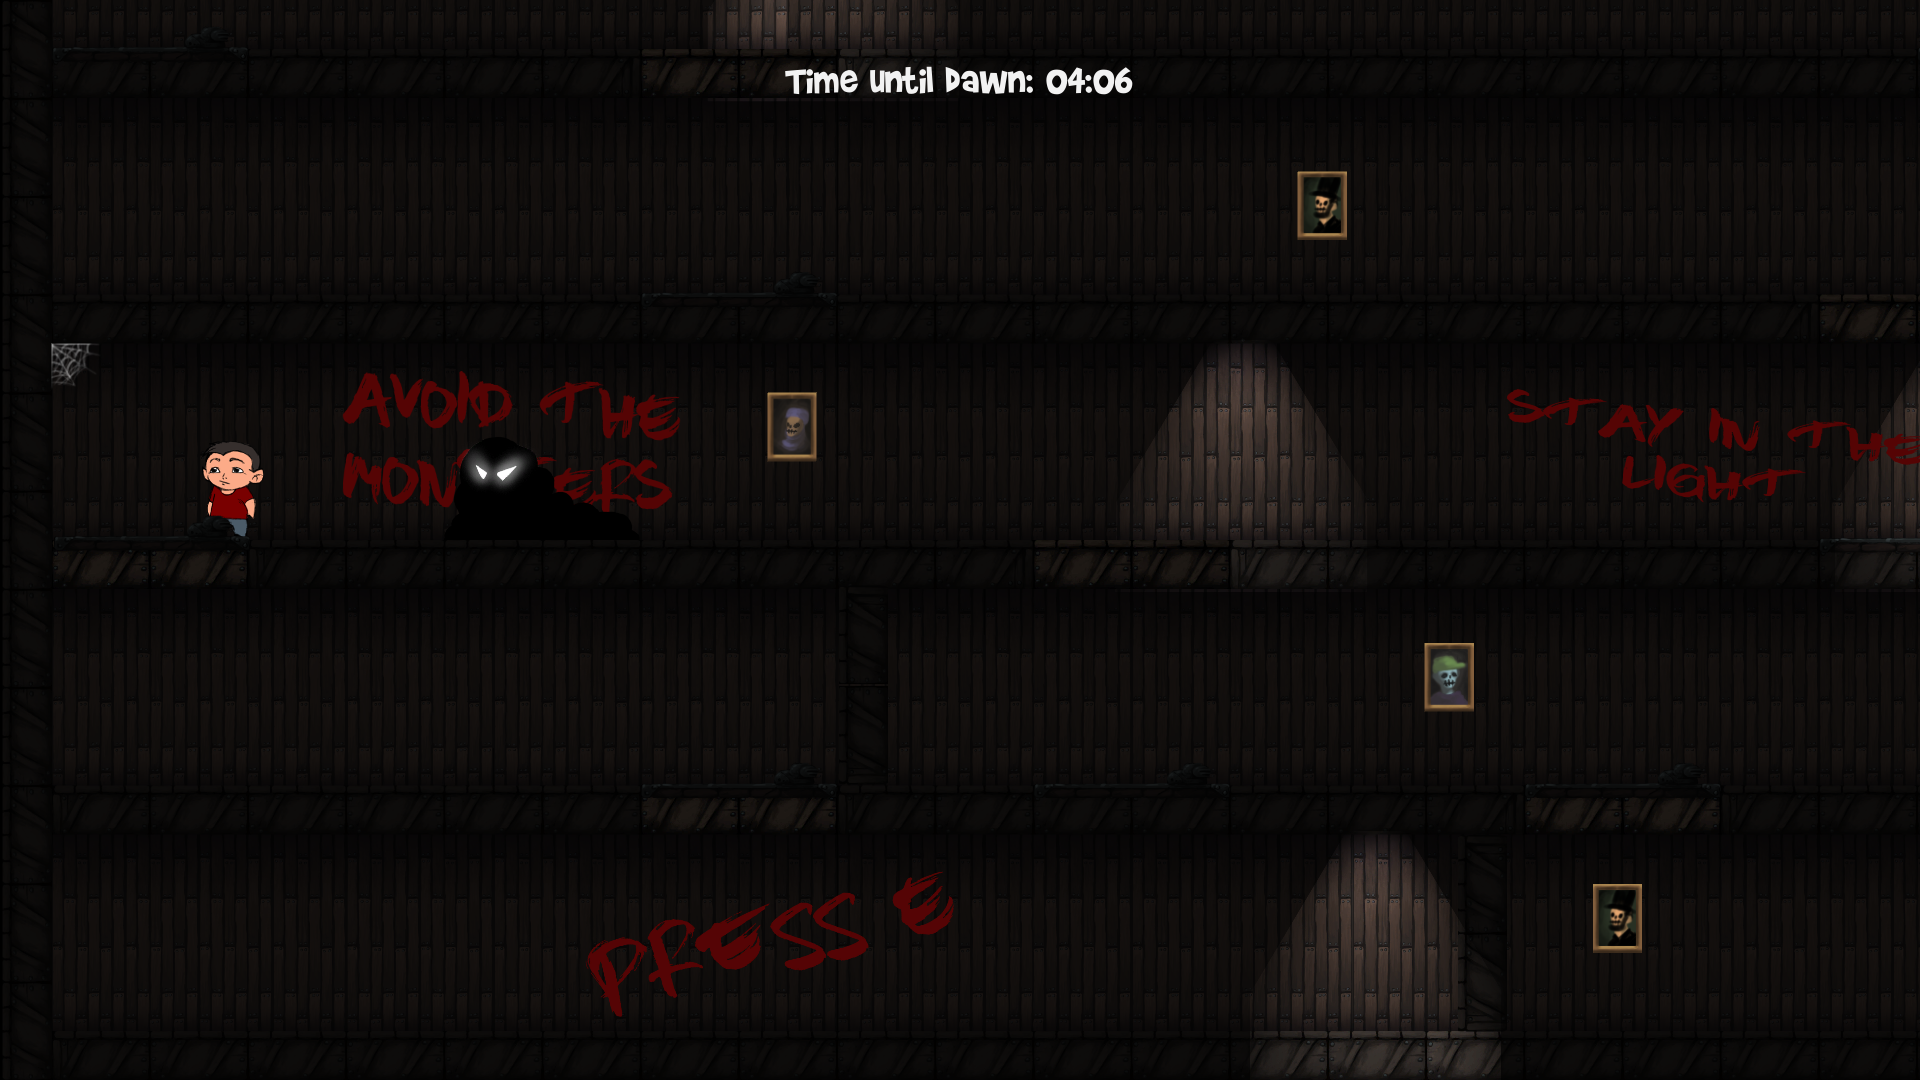 Time Until Dawn: 04:06
AVOID THE
STAY IN THE
LIGHT
PRESS E